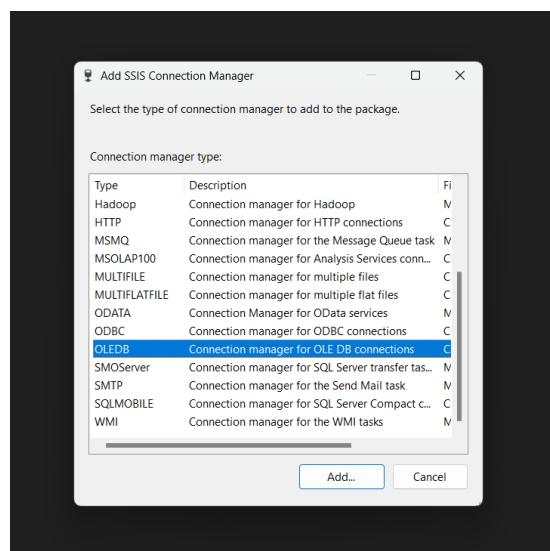 Add SSIS Connection Manager
Select the type of connection manager to add to the package.
Connection manager type:
Type Description Fi
Hadoop Connection manager for Hadoop M
HTTP Connection manager for HTTP connections C
MSMQ Connection manager for the Message Queue task M
MSOLAP100 Connection manager for Analysis Services conn... C
MULTIFILE Connection manager for multiple files C
MULTIFLATFILE Connection manager for multiple flat files C
ODATA Connection Manager for OData services M
ODBC Connection manager for ODBC connections C
OLEDB Connection manager for OLE DB connections C
SMOServer Connection manager for SQL Server transfer tas... M
SMTP Connection manager for the Send Mail task M
SQLMOBILE Connection manager for SQL Server Compact c... C
WMI Connection manager for the WMI tasks M
Add... Cancel